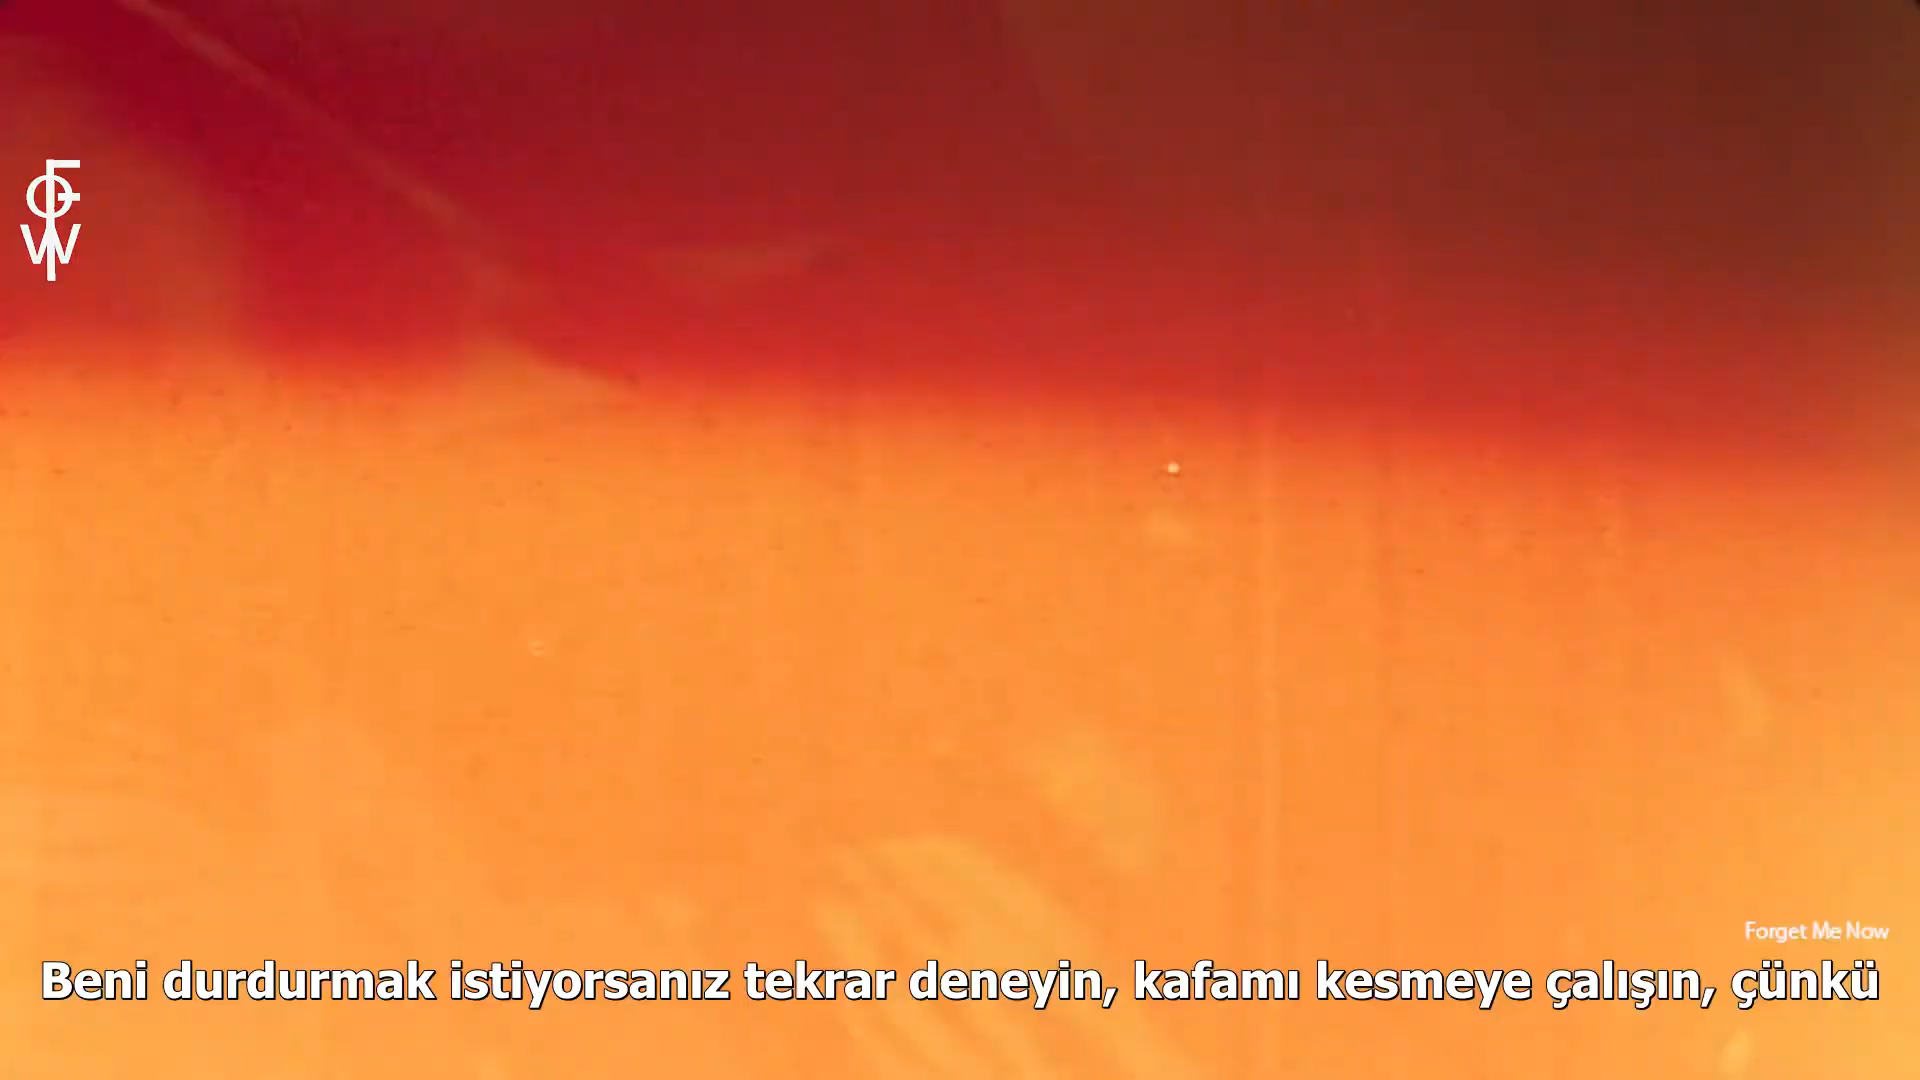 Forget Me Now
Beni durdurmak istiyorsanız tekrar deneyin, kafamı kesmeye çalışın, çünkü